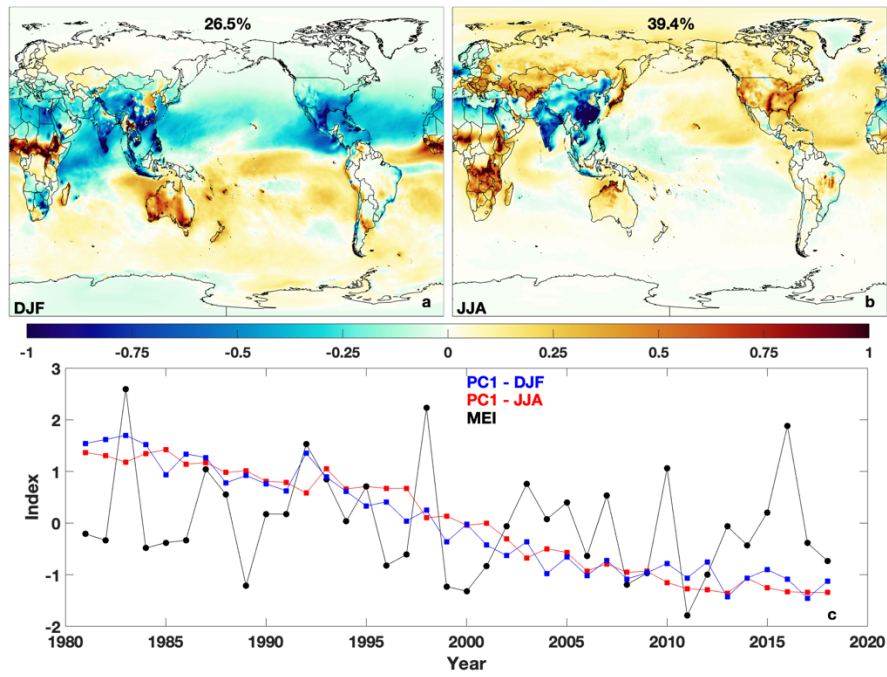 26.5%
39.4%
DJF
a
JJA
b
-1 -0.75 -0.5 -0.25 0 0.25 0.5 0.75 1
3
2
1
0
-1
-2
Index
PC1 - DJF
PC1 - JJA
MEI
c
1980 1985 1990 1995 2000 2005 2010 2015 2020
Year